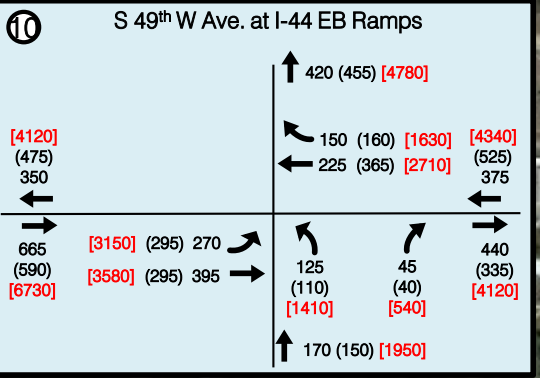 10
S 49th W Ave. at I-44 EB Ramps
420 (455) [4780]
[4120]
(475)
350
150 (160) [1630]
225 (365) [2710]
[4340]
(525)
375
665
(590)
[6730]
[3150] (295) 270
[3580] (295) 395
125
(110)
[1410]
45
(40)
[540]
440
(335)
[4120]
170 (150) [1950]